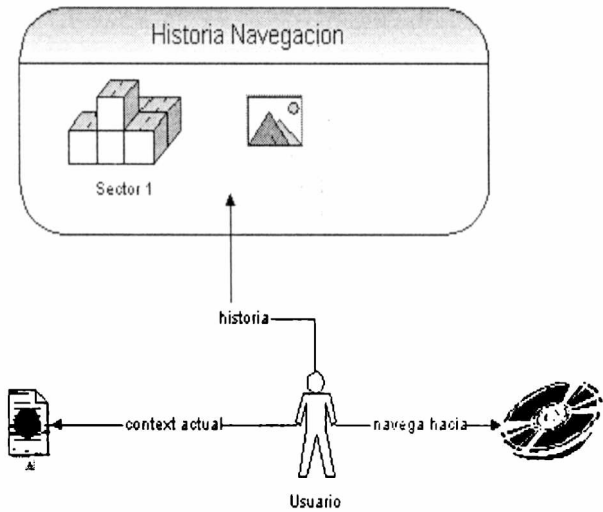 Historia Navegacion
Sector 1
historia
context actual
navega hacia
Usuario